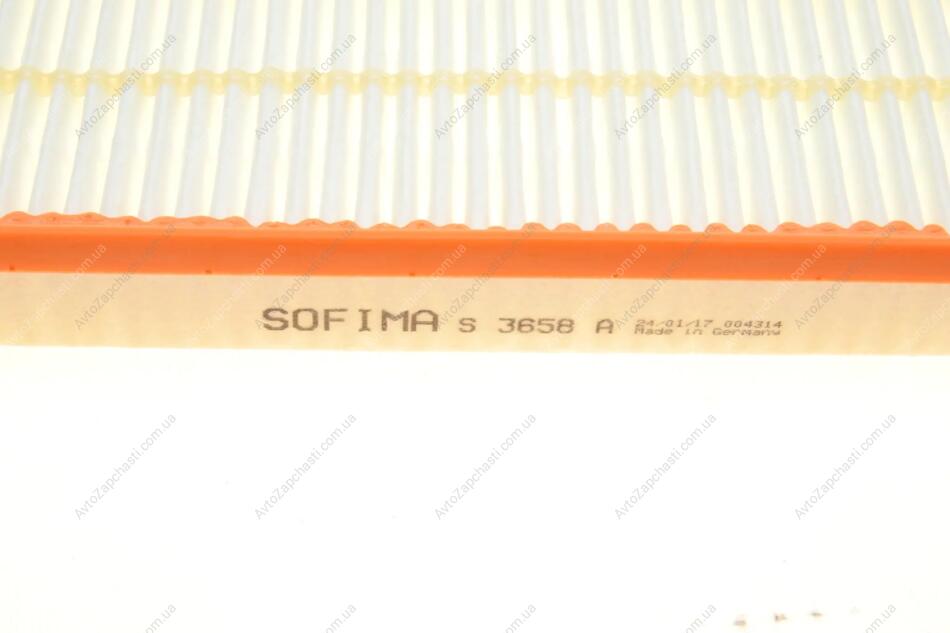 SOFIMA S 3658 A 24/01/17 004314
Made in Germany
AvtoZapchasti.com.ua